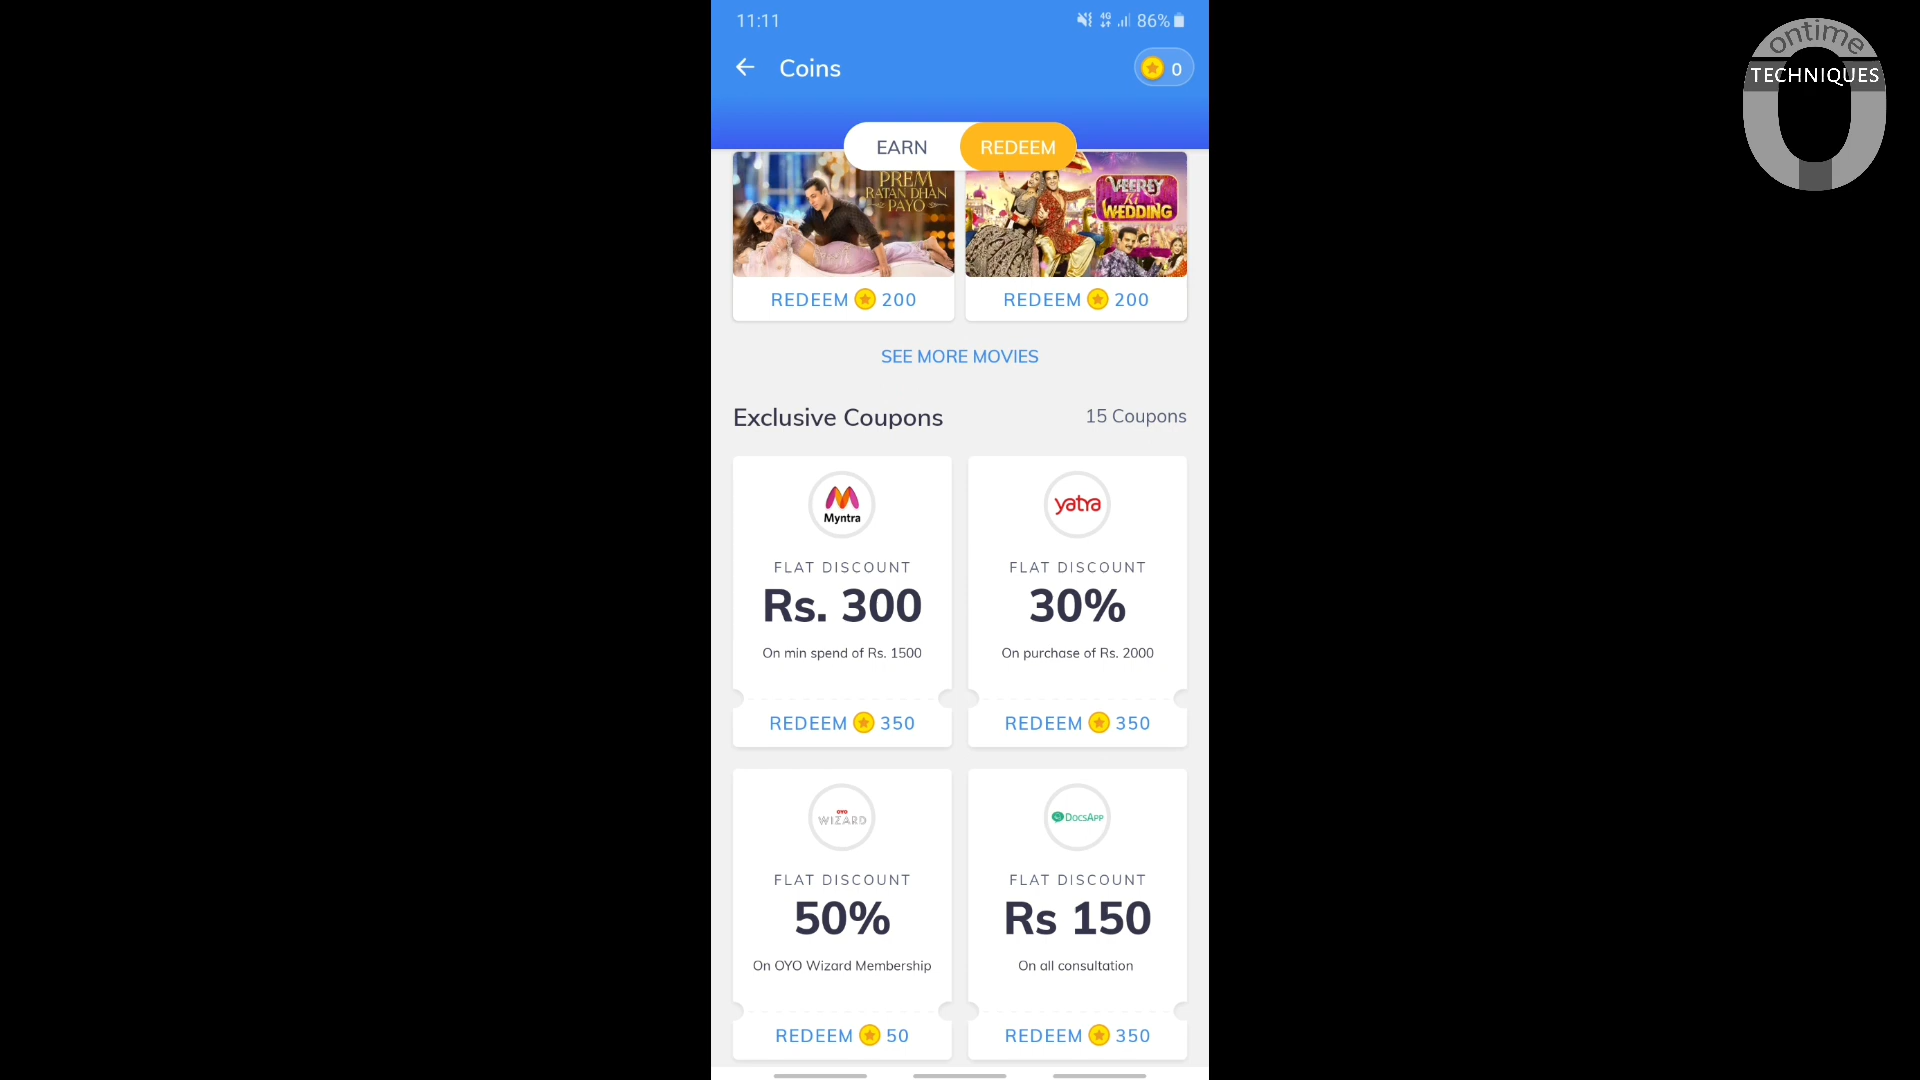 11:11
4G
86%
Coins
0
EARN
REDEEM
PREM
RATAN DHAN
PAYO
VEEREY
Ki
WEDDING
REDEEM 200
REDEEM 200
SEE MORE MOVIES
Exclusive Coupons
15 Coupons
Myntra
FLAT DISCOUNT
Rs. 300
On min spend of Rs. 1500
REDEEM 350
yatra
FLAT DISCOUNT
30%
On purchase of Rs. 2000
REDEEM 350
OYO
WIZARD
FLAT DISCOUNT
50%
On OYO Wizard Membership
REDEEM 50
DOCSAPP
FLAT DISCOUNT
Rs 150
On all consultation
REDEEM 350
ontime
TECHNIQUES